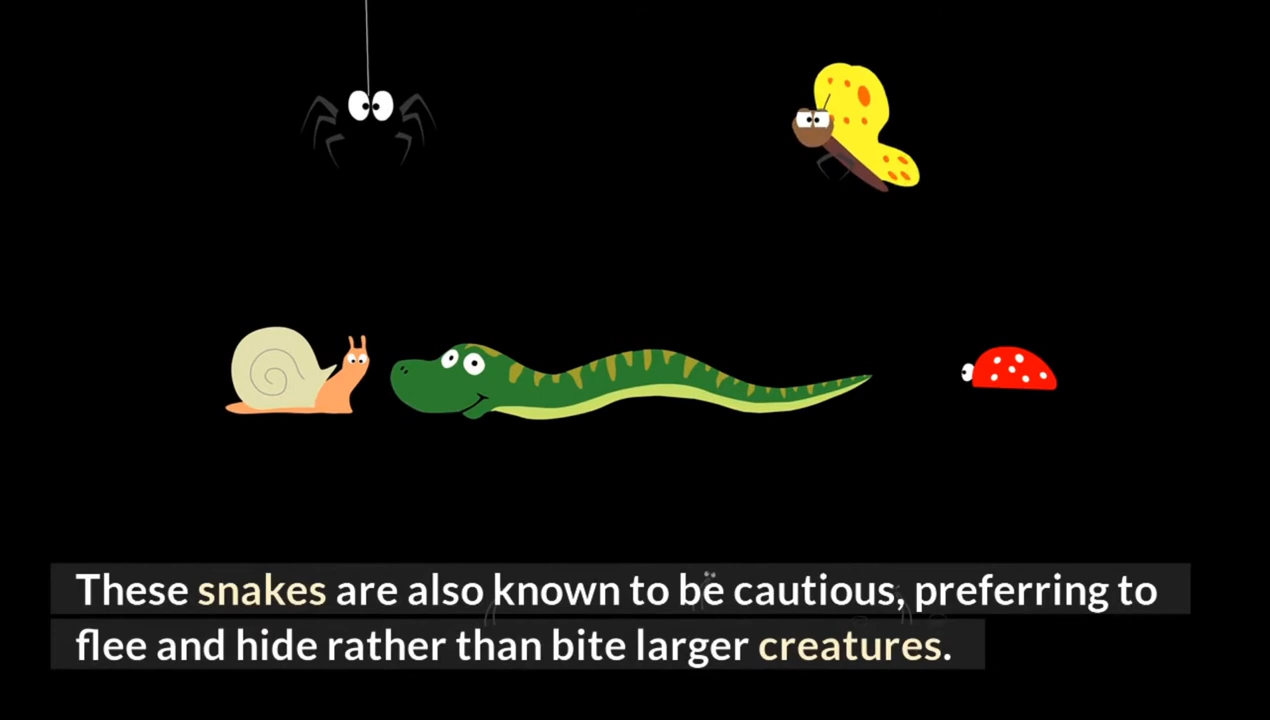 These snakes are also known to be cautious, preferring to
flee and hide rather than bite larger creatures.